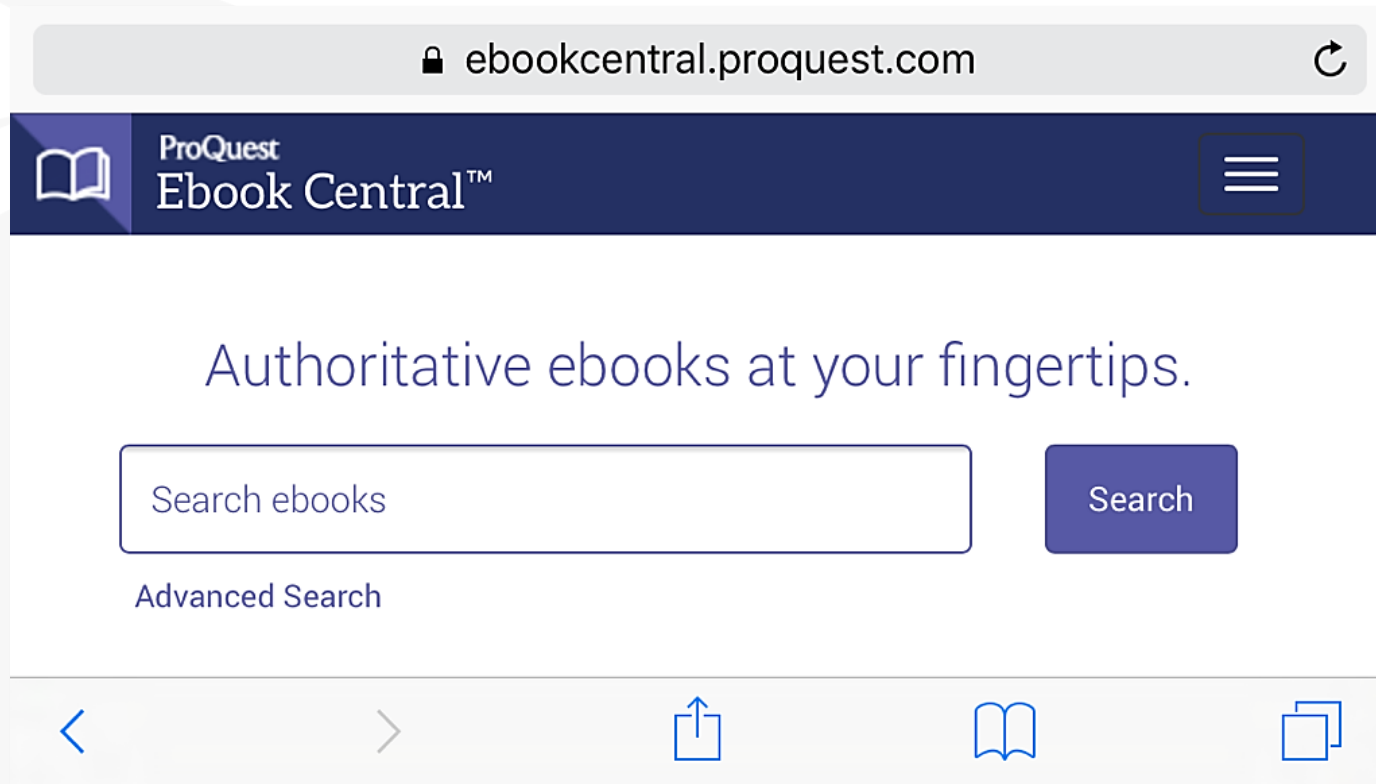 ebookcentral.proquest.com
ProQuest
Ebook Central™
Authoritative ebooks at your fingertips.
Search ebooks
Search
Advanced Search